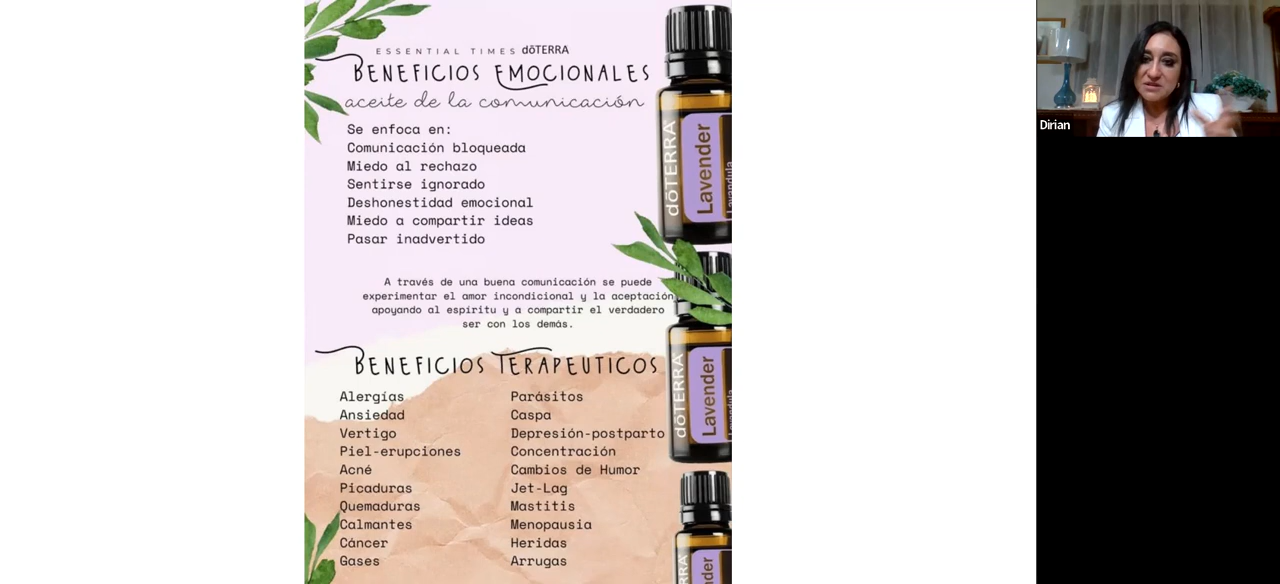 ESSENTIAL TIMES dōTERRA
BENEFICIOS EMOCIONALES
aceite de la comunicación
Se enfoca en:
Comunicación bloqueada
Miedo al rechazo
Sentirse ignorado
Deshonestidad emocional
Miedo a compartir ideas
Pasar inadvertido
A través de una buena comunicación se puede
experimentar el amor incondicional y la aceptación,
apoyando al espíritu y a compartir el verdadero
ser con los demás.
BENEFICIOS TERAPEUTICOS
Alergías
Ansiedad
Vertigo
Piel-erupciones
Acné
Picaduras
Quemaduras
Calmantes
Cáncer
Gases
Parásitos
Caspa
Depresión-postparto
Concentración
Cambios de Humor
Jet-Lag
Mastitis
Menopausia
Heridas
Arrugas
dōTERRA
Lavender
dōTERRA
Lavender
Dirian